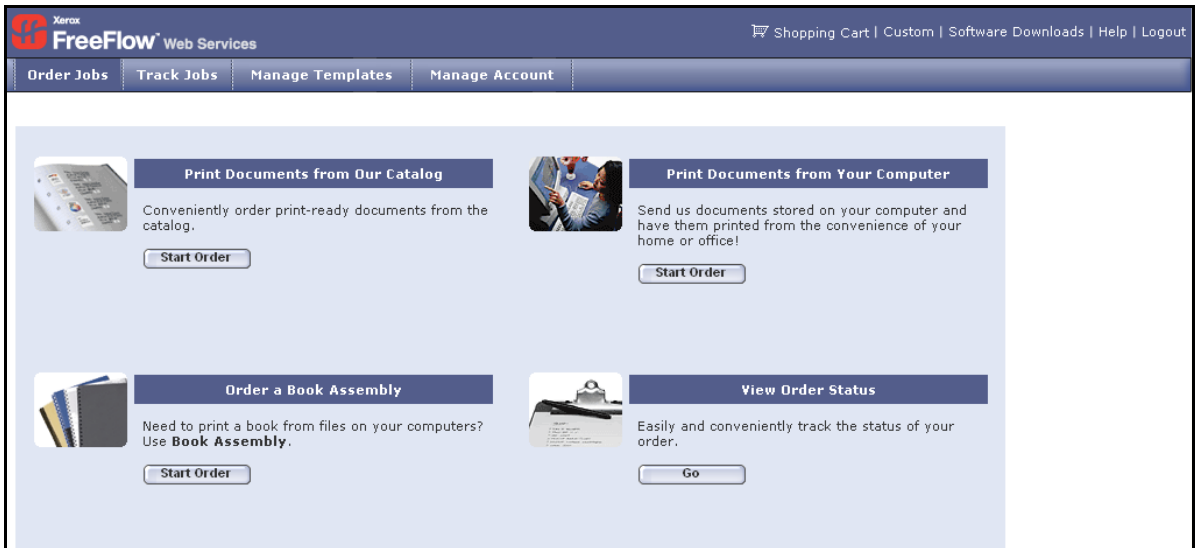 Xerox
FreeFlow™ Web Services
Shopping Cart | Custom | Software Downloads | Help | Logout
Order Jobs
Track Jobs
Manage Templates
Manage Account
Print Documents from Our Catalog
Conveniently order print-ready documents from the
catalog.
Start Order
Print Documents from Your Computer
Send us documents stored on your computer and
have them printed from the convenience of your
home or office!
Start Order
Order a Book Assembly
Need to print a book from files on your computers?
Use Book Assembly.
Start Order
View Order Status
Easily and conveniently track the status of your
order.
Go